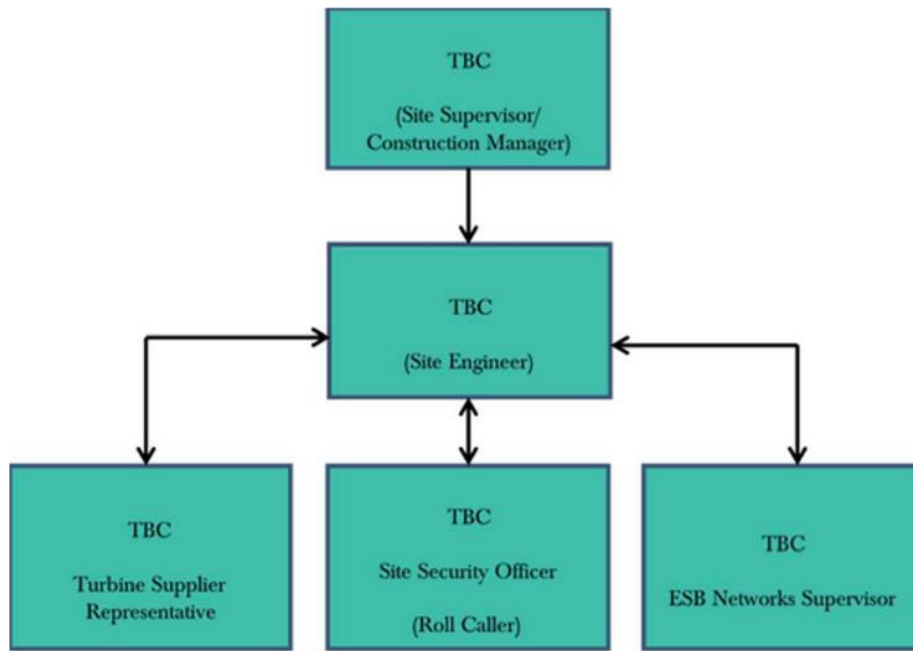 TBC
(Site Supervisor/
Construction Manager)
TBC
(Site Engineer)
TBC
Turbine Supplier
Representative
TBC
Site Security Officer
(Roll Caller)
TBC
ESB Networks Supervisor